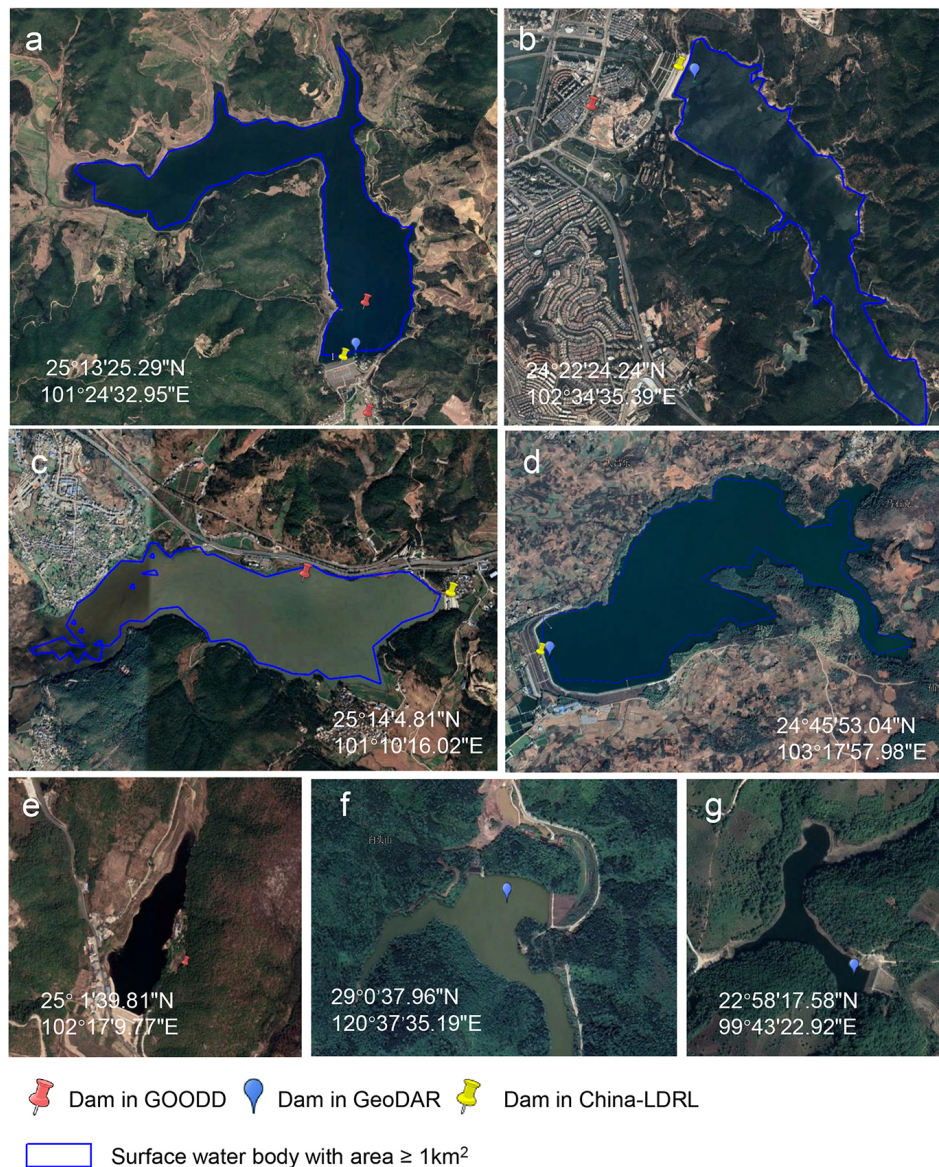 a
25°13'25.29"N
101°24'32.95"E
b
24°22'24.24"N
102°34'35.39"E
c
25°14'4.81"N
101°10'16.02"E
d
24°45'53.04"N
103°17'57.98"E
e
25° 1'39.81"N
102°17'9.77"E
f
29°0'37.96"N
120°37'35.19"E
g
22°58'17.58"N
99°43'22.92"E
Dam in GOODD
Dam in GeoDAR
Dam in China-LDRL
Surface water body with area ≥ 1km²